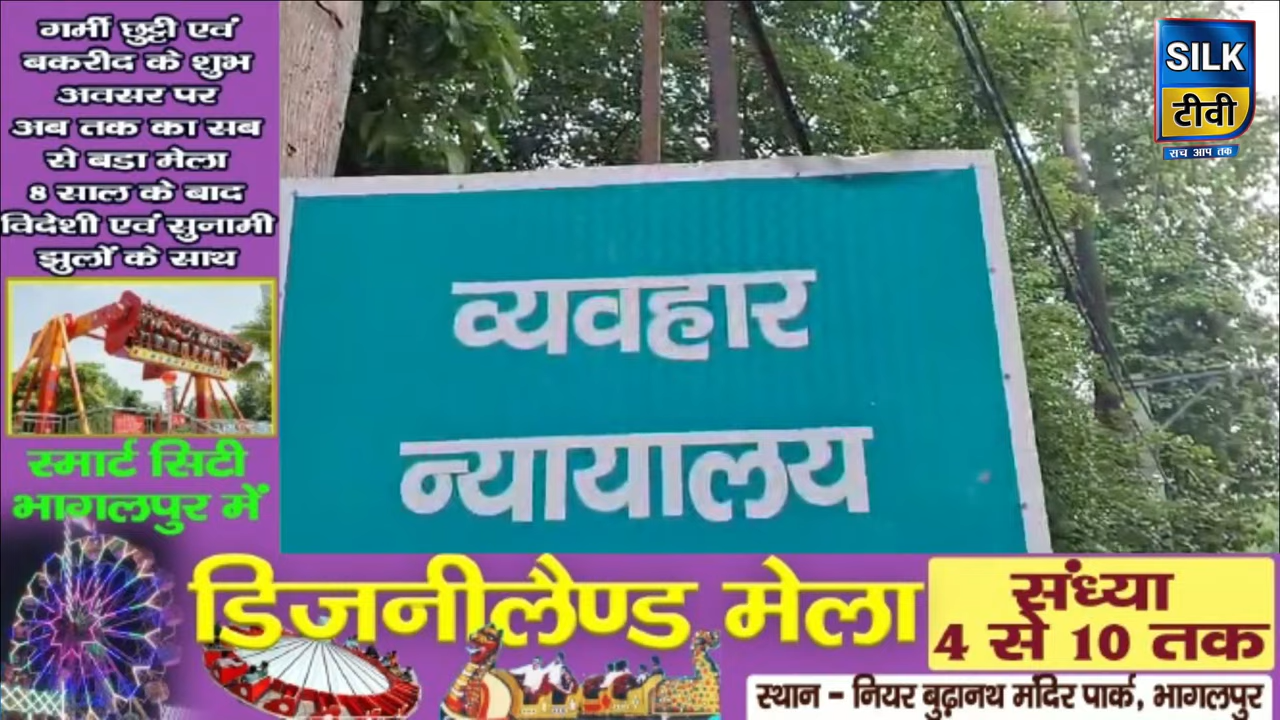 गर्मी छुट्टी एवं
बकरीद के शुभ
अवसर पर
अब तक का सब
से बडा मेला
8 साल के बाद
विदेशी एवं सुनामी
झुलों के साथ
स्मार्ट सिटी
भागलपुर में
SILK
टीवी
सच आप तक
व्यवहार
न्यायालय
डिजनीलैण्ड मेला
संध्या
4 से 10 तक
स्थान - नियर बुढ़ानथ मंदिर पार्क, भागलपुर